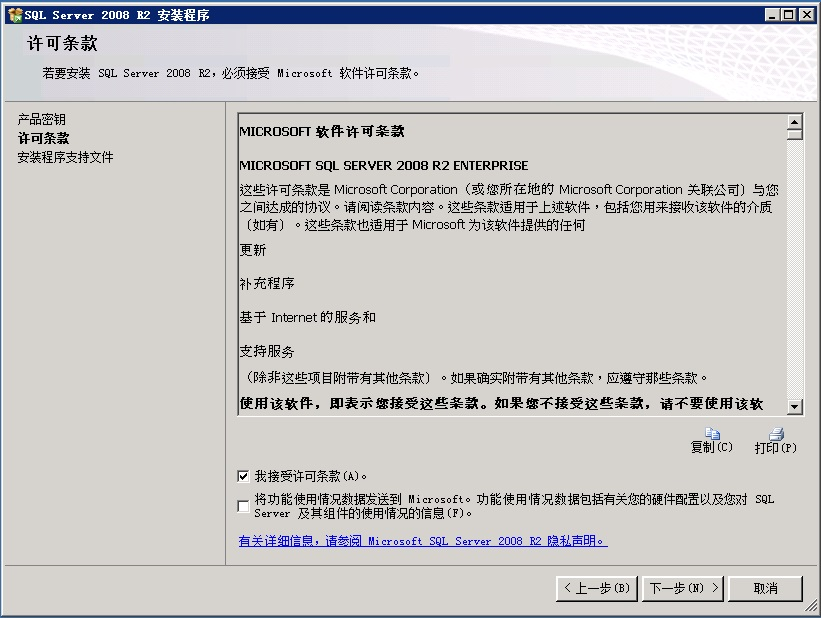 SQL Server 2008 R2 安装程序
许可条款
若要安装 SQL Server 2008 R2，必须接受 Microsoft 软件许可条款。
产品密钥
许可条款
安装程序支持文件
MICROSOFT 软件许可条款
MICROSOFT SQL SERVER 2008 R2 ENTERPRISE
这些许可条款是 Microsoft Corporation（或您所在地的 Microsoft Corporation 关联公司）与您
之间达成的协议。请阅读条款内容。这些条款适用于上述软件，包括您用来接收该软件的介质
（如有）。这些条款也适用于 Microsoft 为该软件提供的任何
更新
补充程序
基于 Internet 的服务和
支持服务
（除非这些项目附带有其他条款）。如果确实附带有其他条款，应遵守那些条款。
使用该软件，即表示您接受这些条款。如果您不接受这些条款，请不要使用该软
复制(C)
打印(P)
我接受许可条款(A)。
将功能使用情况数据发送到 Microsoft。功能使用情况数据包括有关您的硬件配置以及您对 SQL
Server 及其组件的使用情况的信息(F)。
有关详细信息，请参阅 Microsoft SQL Server 2008 R2 隐私声明。
< 上一步(B)
下一步(N) >
取消